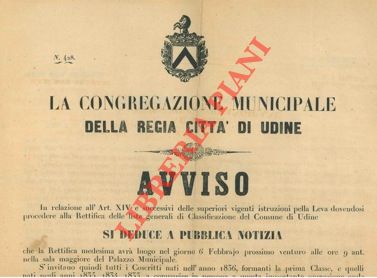 N. 428.
LA CONGREGAZIONE MUNICIPALE
DELLA REGIA CITTA' DI UDINE
AVVISO
In relazione all'Art. XIV e successivi delle superiori vigenti istruzioni pella Leva dovendosi
procedere alla Rettifica delle liste generali di Classificazione del Comune di Udine
SI DEDUCE A PUBBLICA NOTIZIA
che la Rettifica medesima avrà luogo nel giorno 6 Febbrajo prossimo venturo alle ore 9 ant.
nella sala maggiore del Palazzo Municipale.
S'invitano quindi tutti i Coscritti nati nell'anno 1836, formanti la prima Classe, e quelli
LIBRERIA PIANI